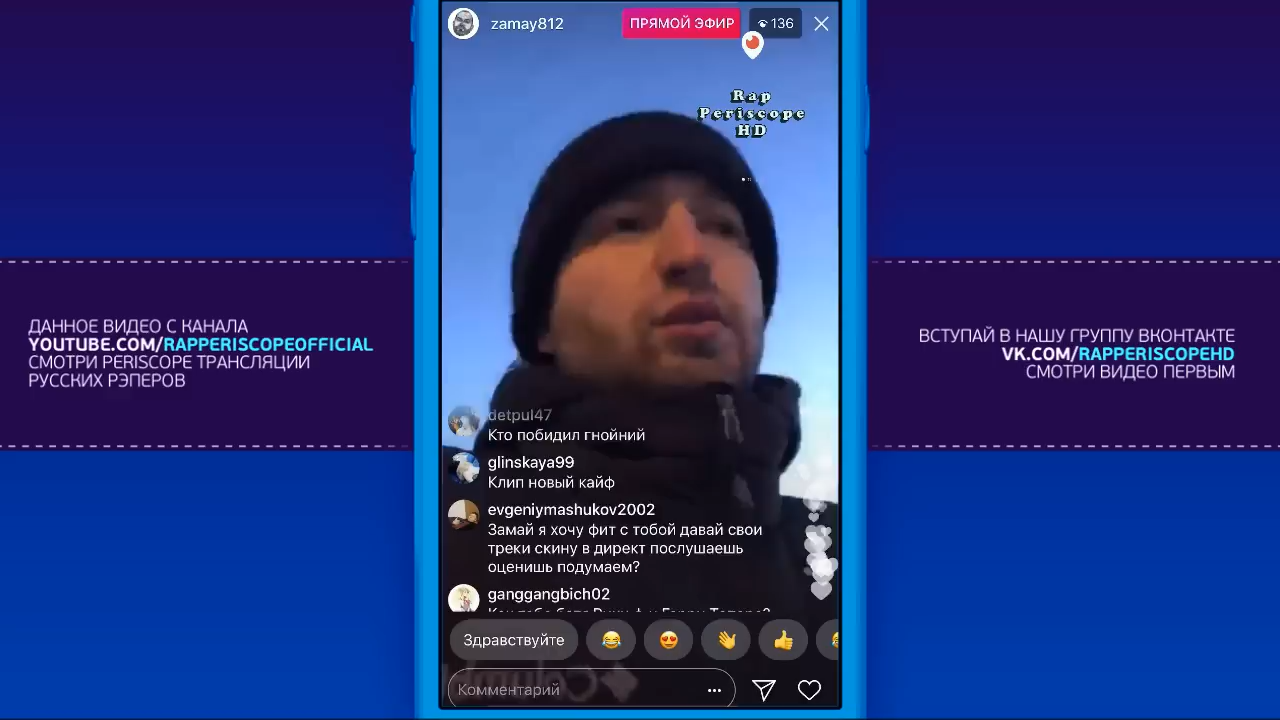 zamay812
ПРЯМОЙ ЭФИР
136
Rap
Periscope
HD
ДАННОЕ ВИДЕО С КАНАЛА
YOUTUBE.COM/RAPPERISCOPEOFFICIAL
СМОТРИ PERISCOPE ТРАНСЛЯЦИИ
РУССКИХ РЭПЕРОВ
ВСТУПАЙ В НАШУ ГРУППУ ВКОНТАКТЕ
VK.COM/RAPPERISCOPEHD
СМОТРИ ВИДЕО ПЕРВЫМ
detpul47
Кто побидил гнойний
glinskaya99
Клип новый кайф
evgeniymashukov2002
Замай я хочу фит с тобой давай свои
треки скину в директ послушаешь
оценишь подумаем?
ganggangbich02
Здравствуйте
Комментарий